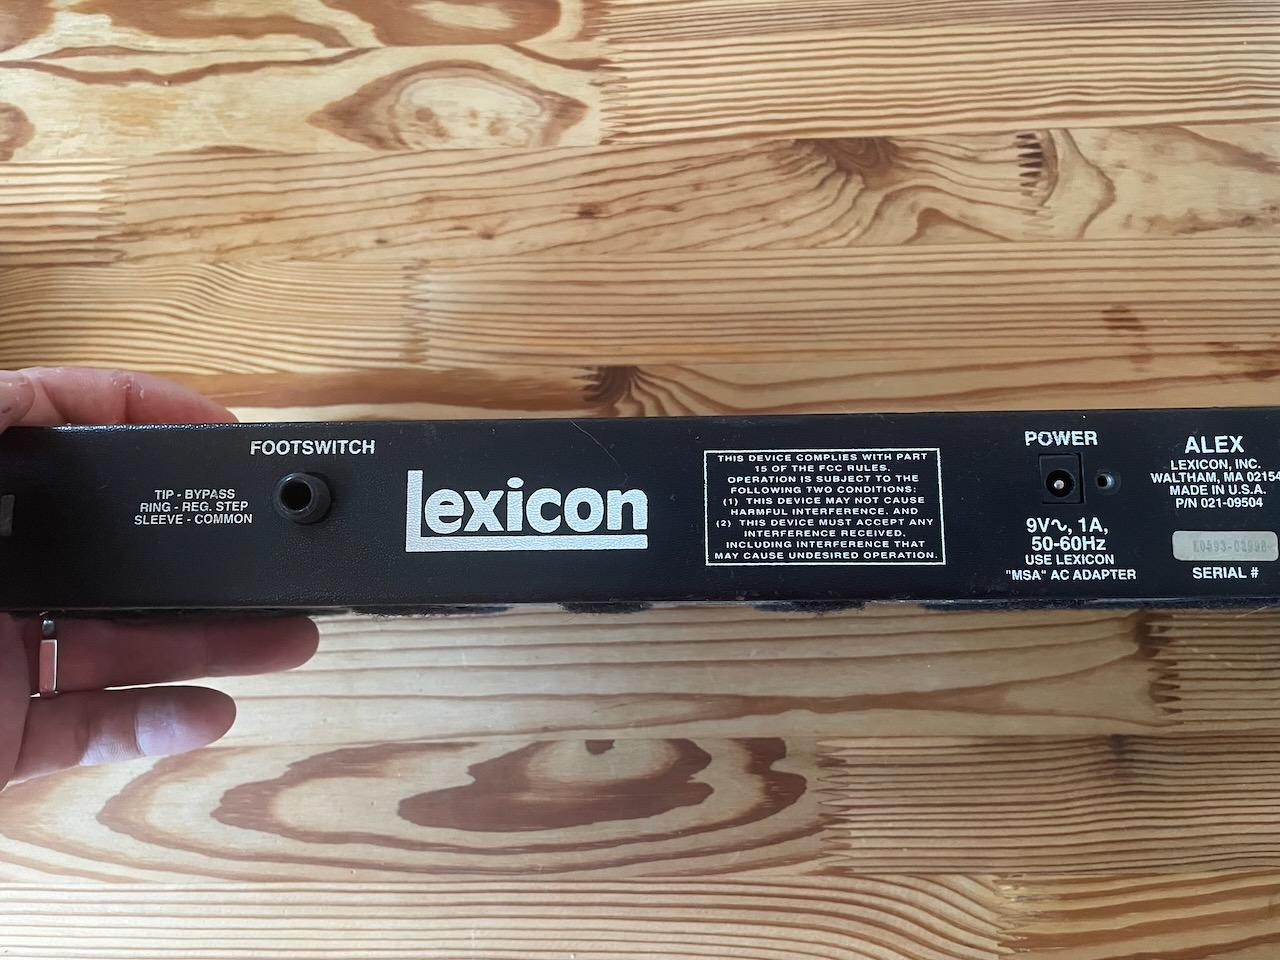 FOOTSWITCH
TIP - BYPASS
RING - REG. STEP
SLEEVE - COMMON
Lexicon
THIS DEVICE COMPLIES WITH PART
15 OF THE FCC RULES.
OPERATION IS SUBJECT TO THE
FOLLOWING TWO CONDITIONS:
(1) THIS DEVICE MAY NOT CAUSE
HARMFUL INTERFERENCE, AND
(2) THIS DEVICE MUST ACCEPT ANY
INTERFERENCE RECEIVED,
INCLUDING INTERFERENCE THAT
MAY CAUSE UNDESIRED OPERATION.
POWER
9V∿, 1A,
50-60Hz
USE LEXICON
"MSA" AC ADAPTER
ALEX
LEXICON, INC.
WALTHAM, MA 02154
MADE IN U.S.A.
P/N 021-09504
SERIAL #